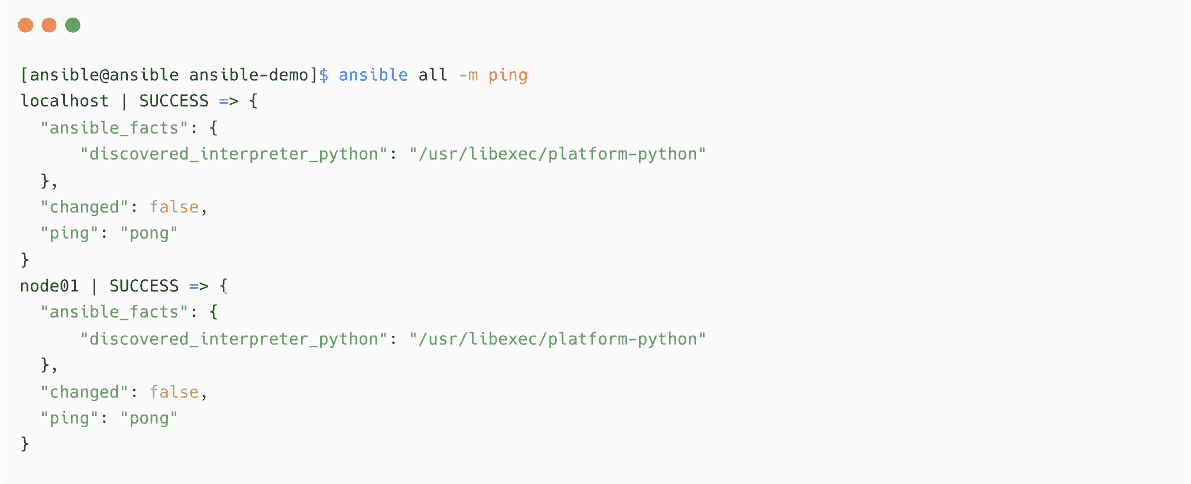 [ansible@ansible ansible-demo]$ ansible all -m ping
localhost | SUCCESS => {
  "ansible_facts": {
      "discovered_interpreter_python": "/usr/libexec/platform-python"
  },
  "changed": false,
  "ping": "pong"
}
node01 | SUCCESS => {
  "ansible_facts": {
      "discovered_interpreter_python": "/usr/libexec/platform-python"
  },
  "changed": false,
  "ping": "pong"
}